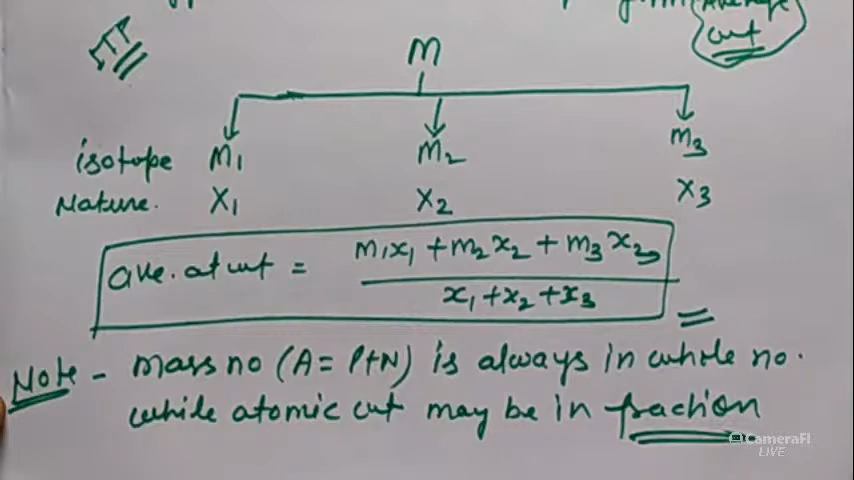 Average
wt
ITP
M
isotope M1 M2 M3
Nature. X1 X2 X3
ave. at wt = m1x1 + m2x2 + m3x3
x1+x2+x3
Note - mass no (A = P+N) is always in whole no.
while atomic wt may be in fraction
CameraFI
LIVE